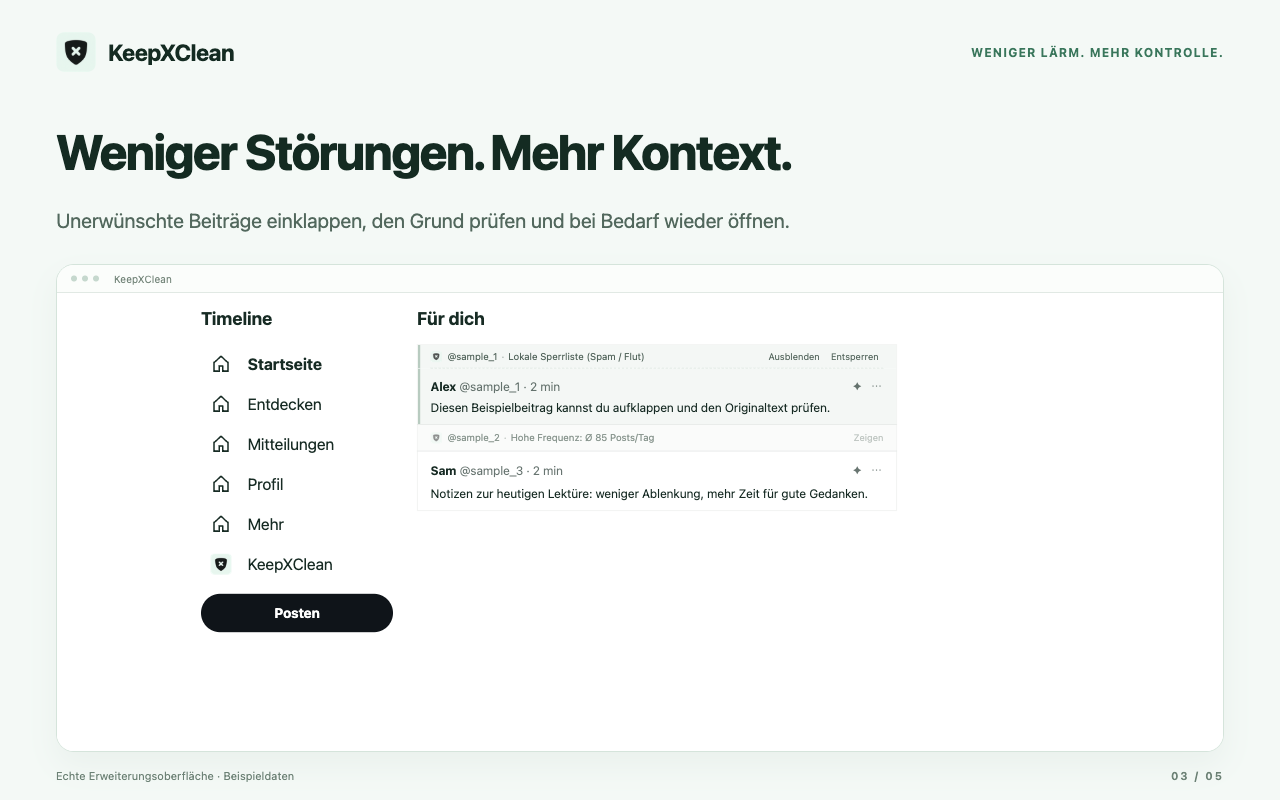 KeepXClean
WENIGER LÄRM. MEHR KONTROLLE.
Weniger Störungen. Mehr Kontext.
Unerwünschte Beiträge einklappen, den Grund prüfen und bei Bedarf wieder öffnen.
KeepXClean
Timeline
Startseite
Entdecken
Mitteilungen
Profil
Mehr
KeepXClean
Posten
Für dich
@sample_1 · Lokale Sperrliste (Spam / Flut) Ausblenden Entsperren
Alex @sample_1 · 2 min
Diesen Beispielbeitrag kannst du aufklappen und den Originaltext prüfen.
@sample_2 · Hohe Frequenz: Ø 85 Posts/Tag Zeigen
Sam @sample_3 · 2 min
Notizen zur heutigen Lektüre: weniger Ablenkung, mehr Zeit für gute Gedanken.
Echte Erweiterungsoberfläche · Beispieldaten
03 / 05